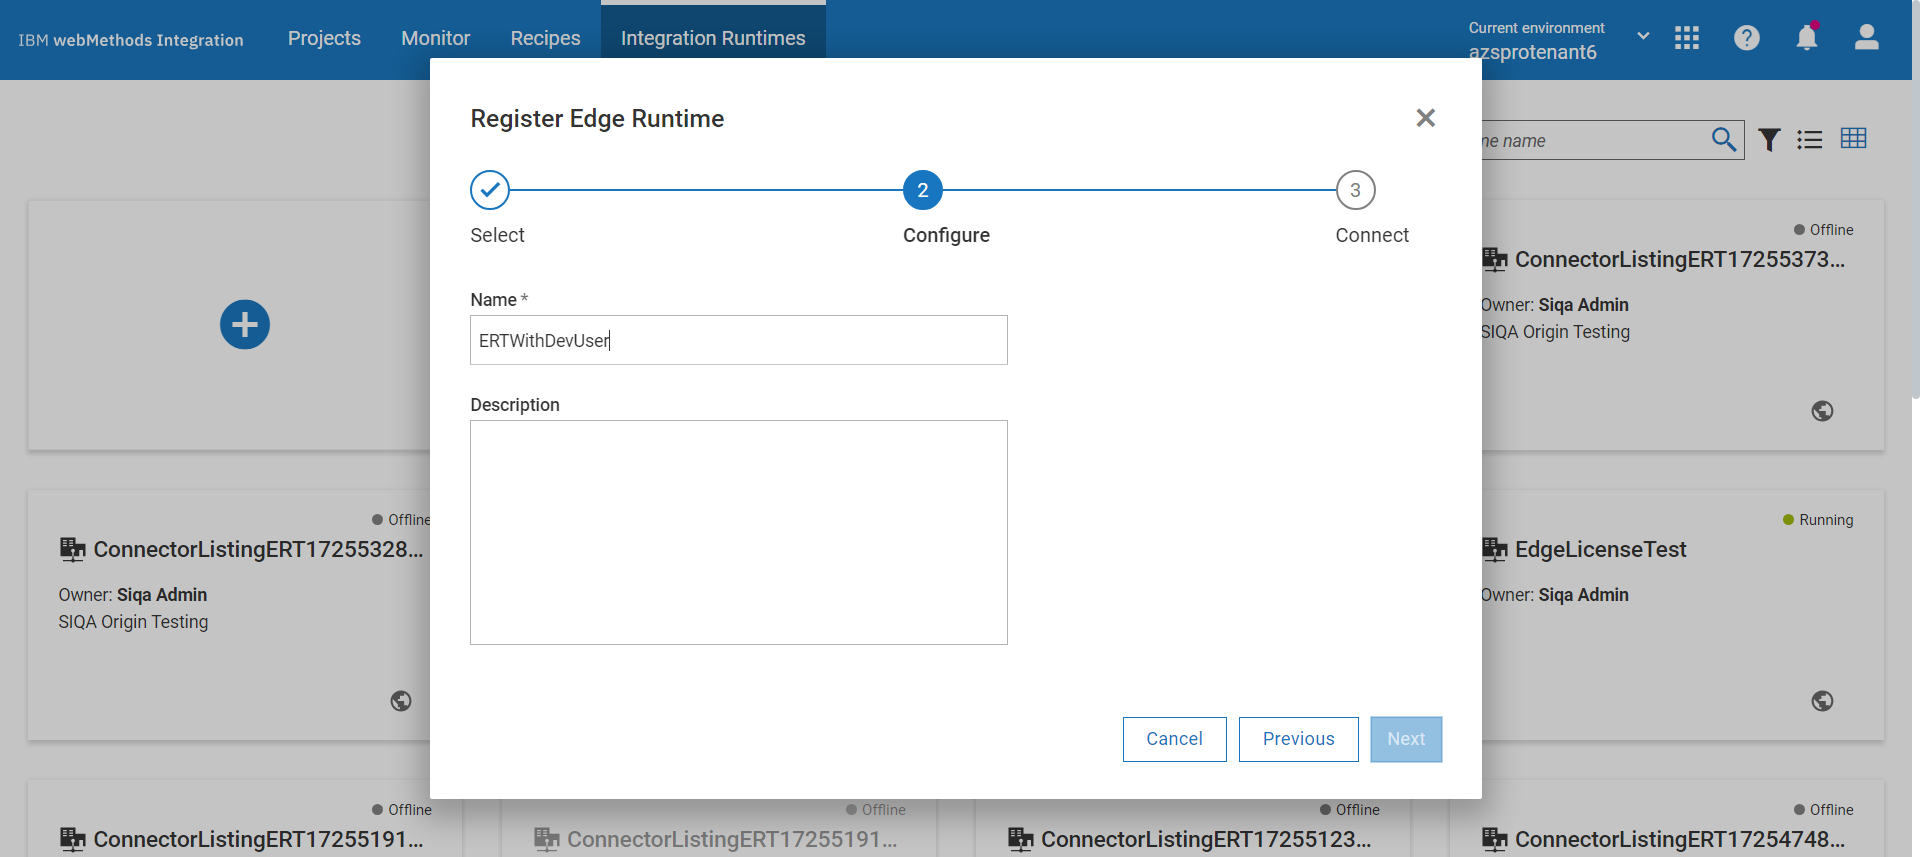 IBM webMethods Integration
Projects
Monitor
Recipes
Integration Runtimes
Current environment
azsprotenant6
Register Edge Runtime
2
3
Select
Configure
Connect
Name *
ERTWithDevUser
Description
Cancel
Previous
Next
name
Offline
ConnectorListingERT17255373...
Owner: Siqa Admin
SIQA Origin Testing
Offline
ConnectorListingERT17255328...
Owner: Siqa Admin
SIQA Origin Testing
Running
EdgeLicenseTest
Owner: Siqa Admin
Offline
ConnectorListingERT17255191...
Offline
ConnectorListingERT17255191...
Offline
ConnectorListingERT17255123...
Offline
ConnectorListingERT17254748...